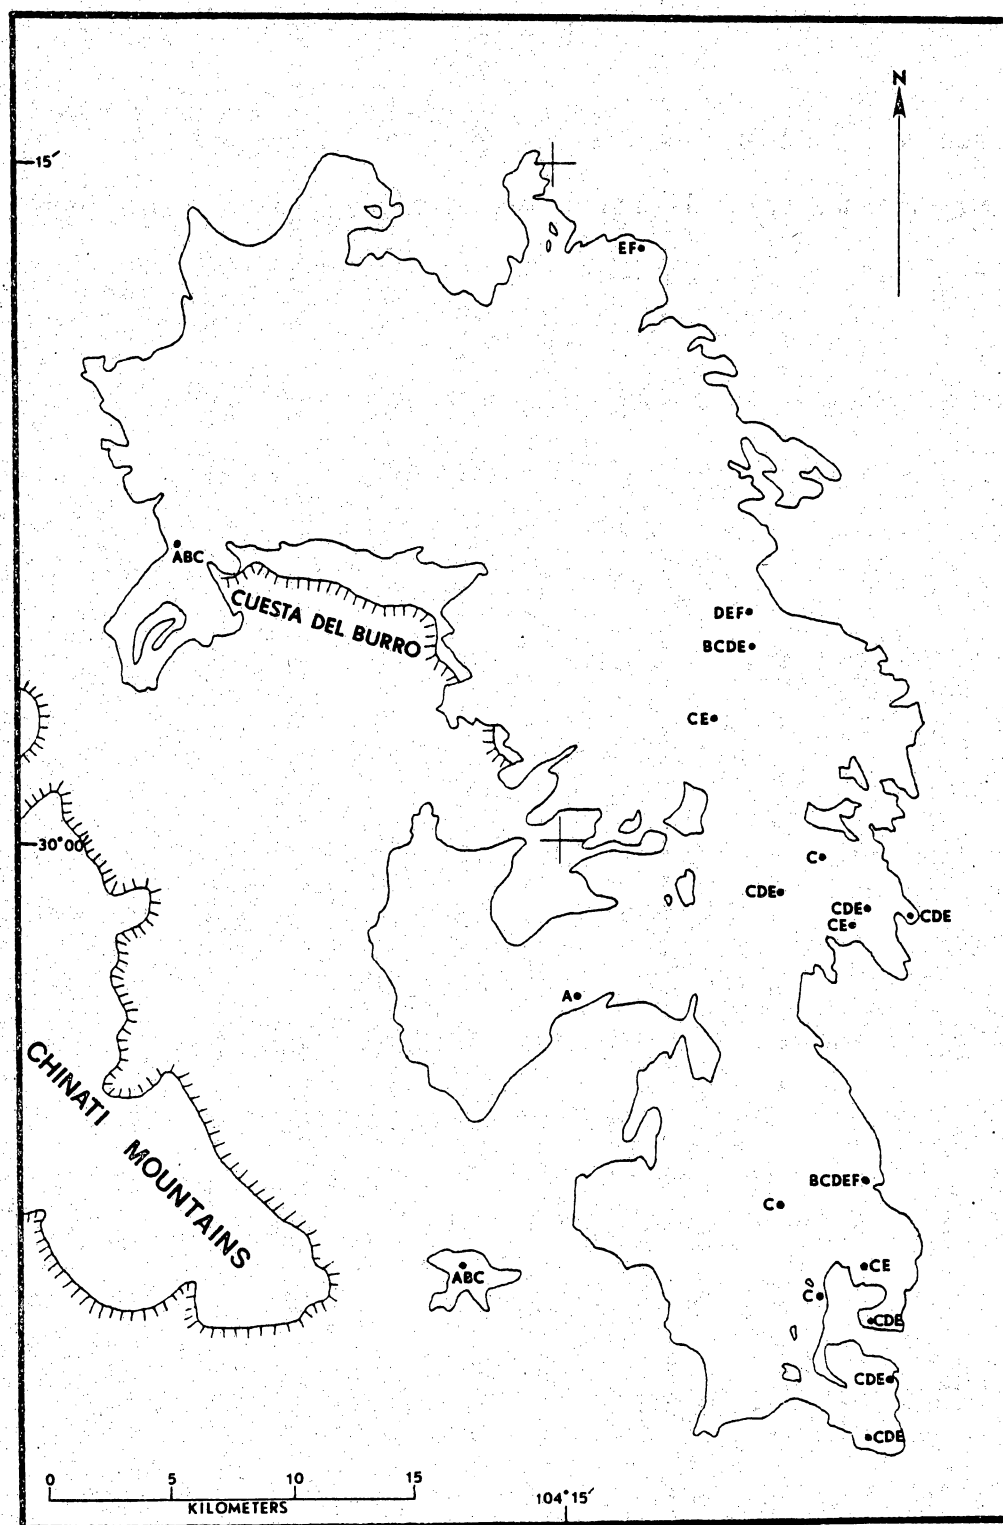 N
15′
EF
ABC
CUESTA DEL BURRO
DEF
BCDE
CE
30°00′
C
CDE
CDE
CDE
CE
A
CHINATI MOUNTAINS
BCDEF
C
CE
ABC
C
CDE
CDE
CDE
0 5 10 15
KILOMETERS
104°15′